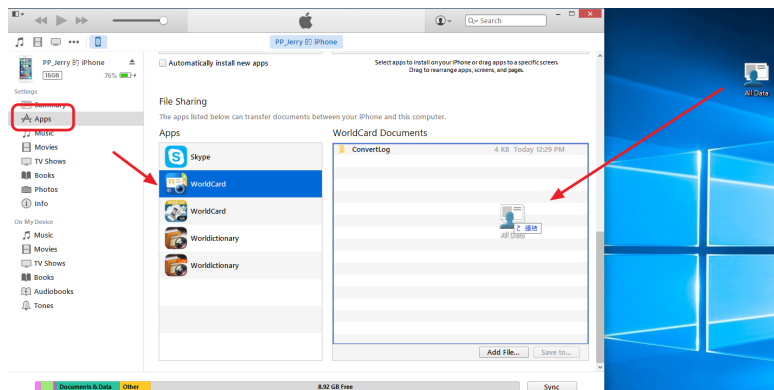 Search
PP_Jerry 的 iPhone
PP_Jerry 的 iPhone
16GB
76%
Settings
Summary
Apps
Music
Movies
TV Shows
Books
Photos
Info
On My Device
Music
Movies
TV Shows
Books
Audiobooks
Tones
Automatically install new apps
Select apps to install on your iPhone or drag apps to a specific screen.
Drag to rearrange apps, screens, and pages.
File Sharing
The apps listed below can transfer documents between your iPhone and this computer.
Apps
Skype
WorldCard
WorldCard
Worldictionary
Worldictionary
WorldCard Documents
ConvertLog 4 KB Today 12:29 PM
All Data
連結
Add File... Save to...
Documents & Data Other 8.92 GB Free Sync
All Data